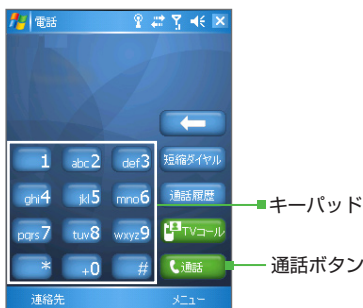 電話
1 abc2 def3 短縮ダイヤル
ghi4 jkl5 mno6 通話履歴
キーパッド
pqrs7 tuv8 wxyz9 TVコール
* +0 # 通話
通話ボタン
連絡先 メニュー